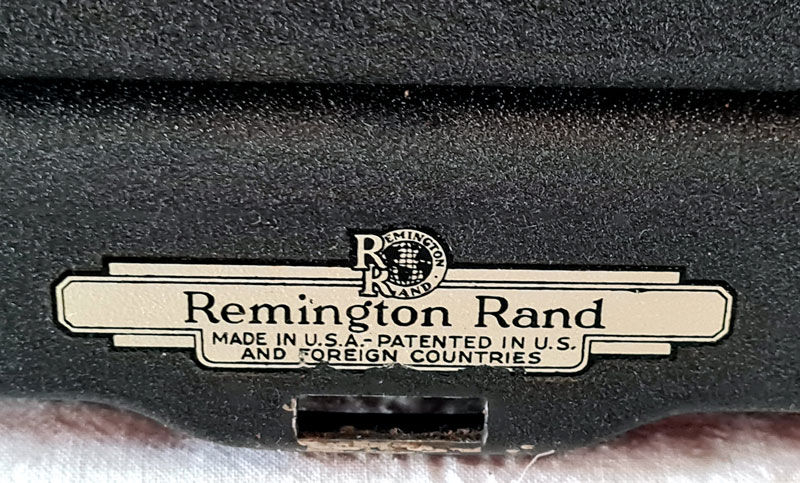 REMINGTON
RAND
Remington Rand
MADE IN U.S.A.-PATENTED IN U.S.
AND FOREIGN COUNTRIES